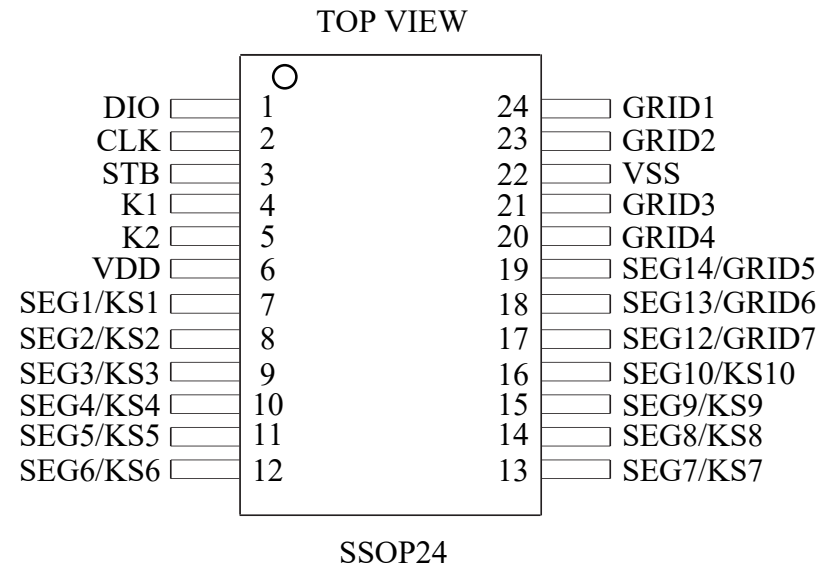 TOP VIEW
DIO 1 24 GRID1
CLK 2 23 GRID2
STB 3 22 VSS
K1 4 21 GRID3
K2 5 20 GRID4
VDD 6 19 SEG14/GRID5
SEG1/KS1 7 18 SEG13/GRID6
SEG2/KS2 8 17 SEG12/GRID7
SEG3/KS3 9 16 SEG10/KS10
SEG4/KS4 10 15 SEG9/KS9
SEG5/KS5 11 14 SEG8/KS8
SEG6/KS6 12 13 SEG7/KS7
SSOP24